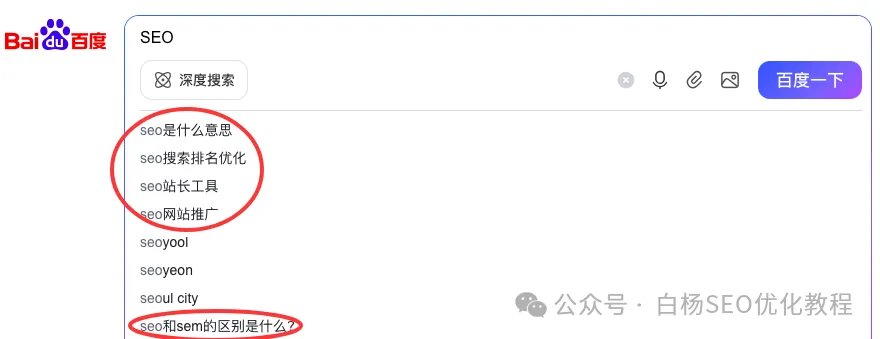 Bai du 百度
SEO
深度搜索
百度一下
seo是什么意思
seo搜索排名优化
seo站长工具
seo网站推广
seoyool
seoyeon
seoul city
公众号 · 白杨SEO优化教程
seo和sem的区别是什么?